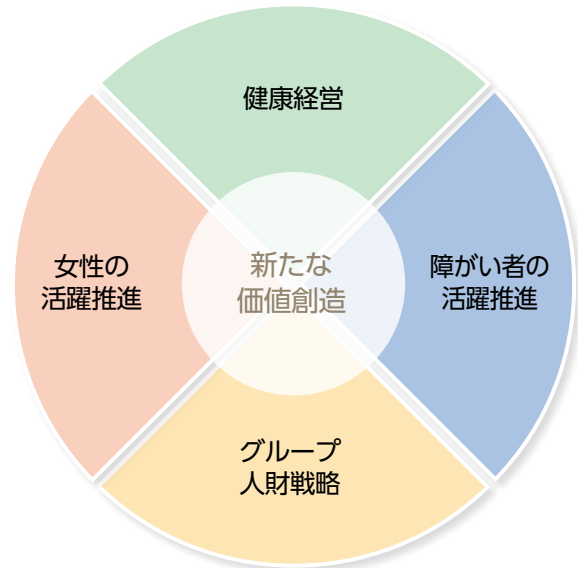 健康経営
女性の
活躍推進
新たな
価値創造
障がい者の
活躍推進
グループ
人財戦略